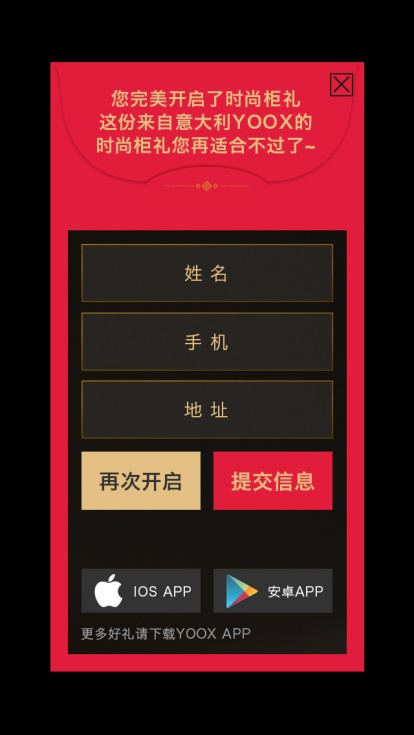 您完美开启了时尚柜礼
这份来自意大利YOOX的
时尚柜礼您再适合不过了~
姓名
手机
地址
再次开启
提交信息
IOS APP
安卓APP
更多好礼请下载YOOX APP